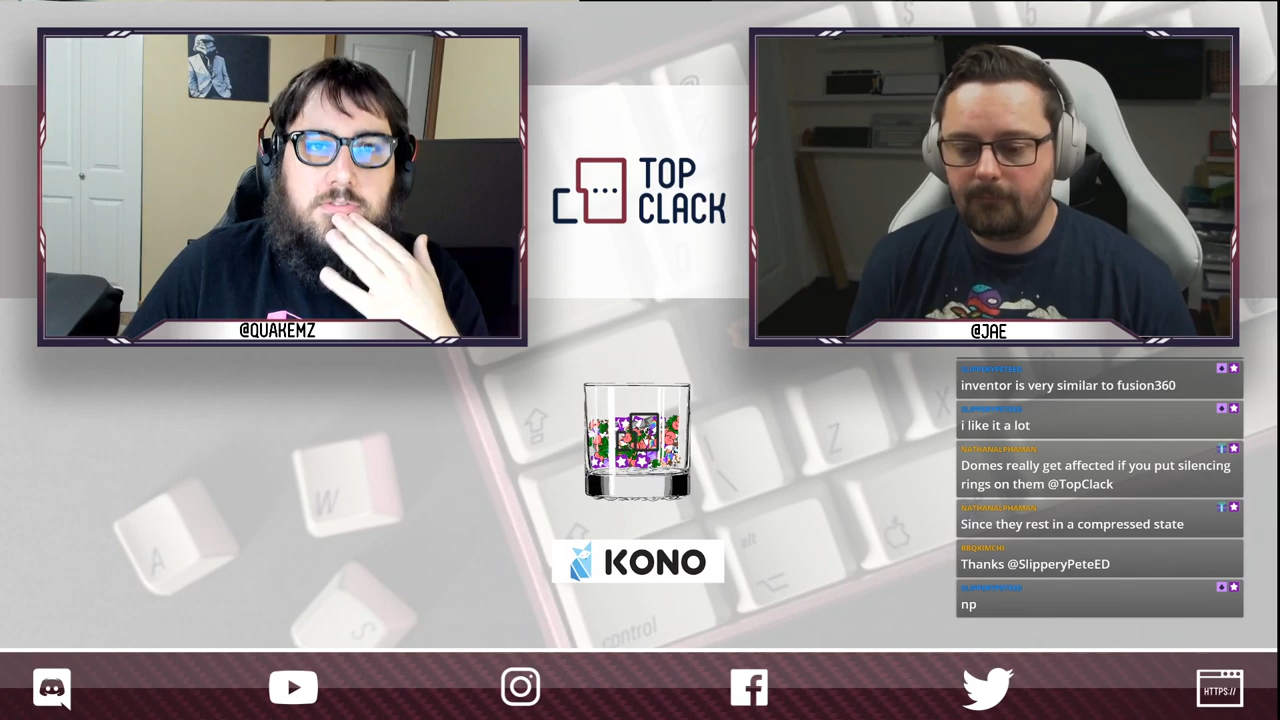 TOP
CLACK
@QUAKEMZ
@JAE
inventor is very similar to fusion360
i like it a lot
NATHANALPHAMAN
Domes really get affected if you put silencing
rings on them @TopClack
NATHANALPHAMAN
Since they rest in a compressed state
BBQKIMCHI
Thanks @SlipperyPeteED
np
KONO
W
A
S
Z
X
alt
control
HTTPS://